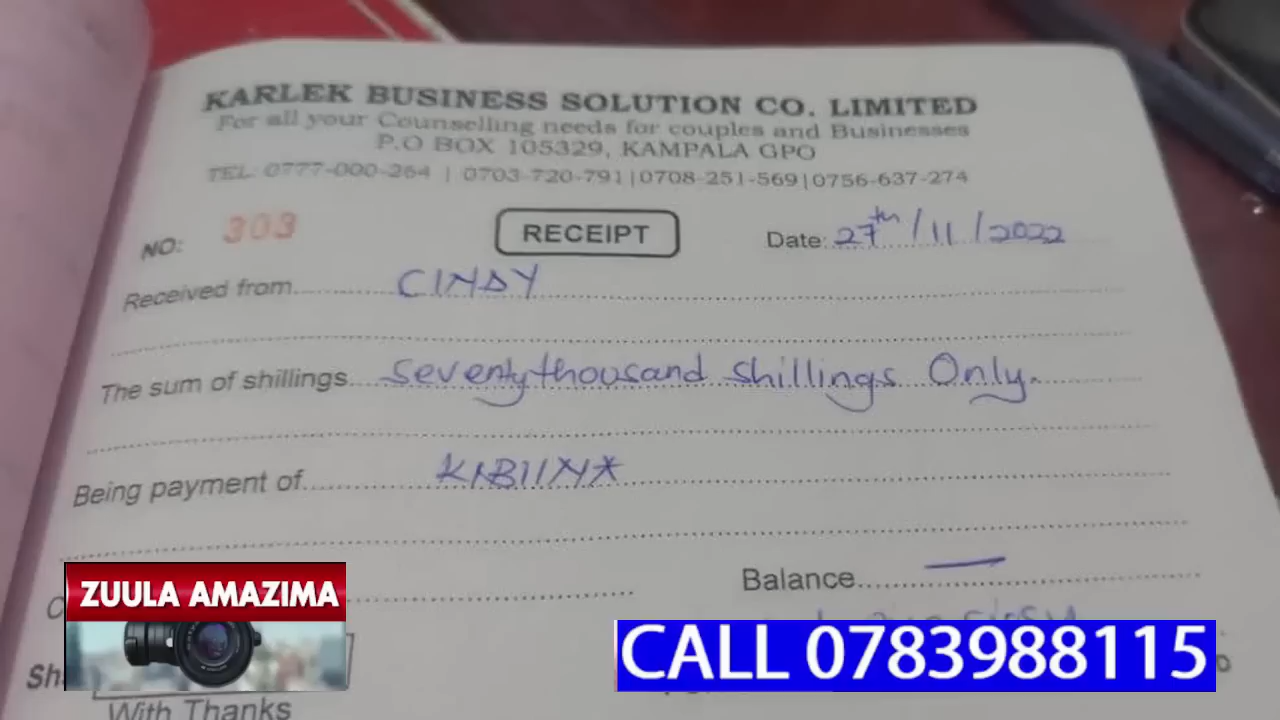 KARLEK BUSINESS SOLUTION CO. LIMITED
For all your Counselling needs for couples and Businesses
P.O BOX 105329, KAMPALA GPO
TEL: 0777-000-264 | 0703-720-791|0708-251-569|0756-637-274
NO: 303
RECEIPT
Date: 27th/11/2022
Received from CINDY
The sum of shillings seventy thousand shillings Only.
Being payment of KIBIINA
Balance —
ZUULA AMAZIMA
CALL 0783988115
Sh
With Thanks